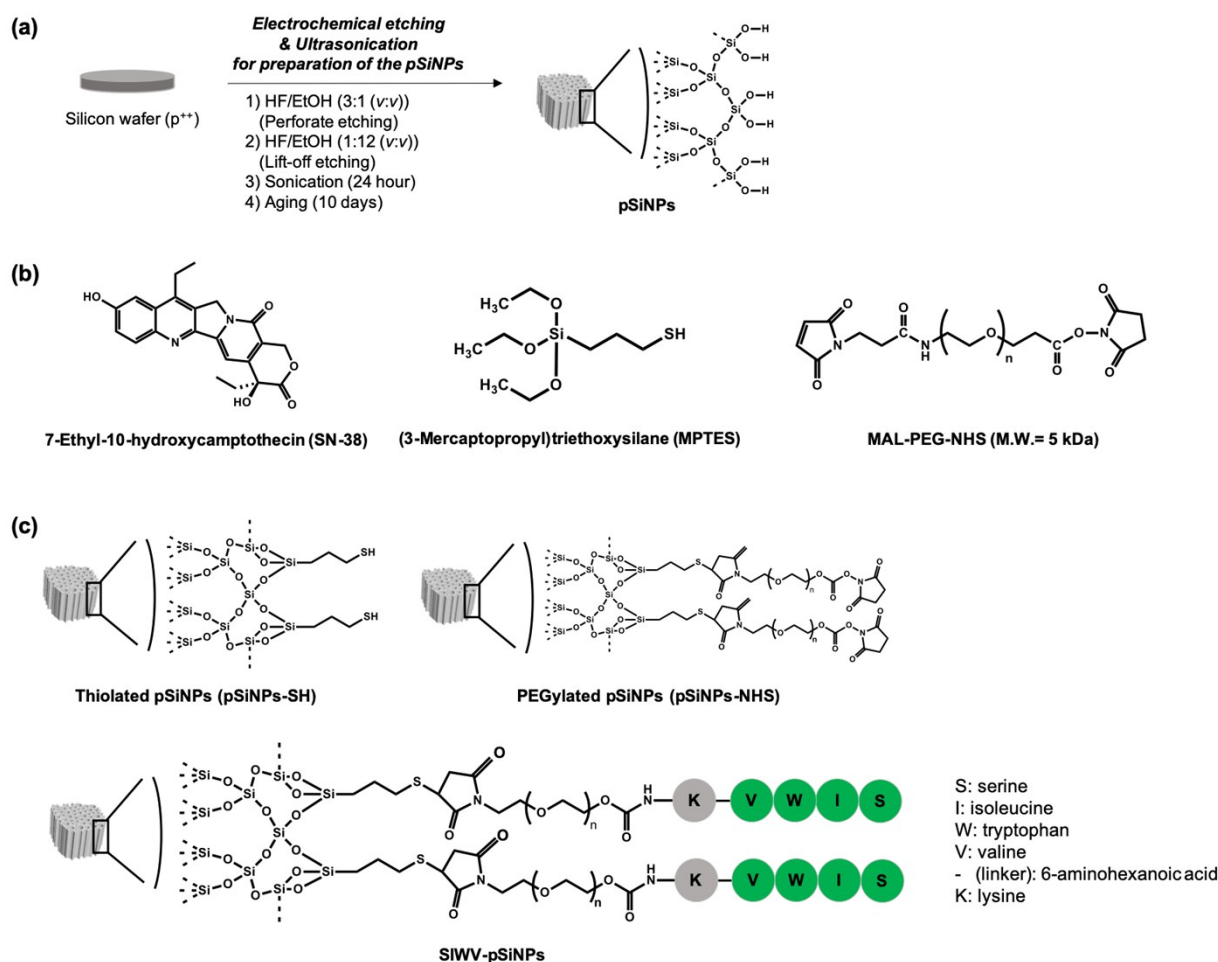 (a)
Electrochemical etching
& Ultrasonication
for preparation of the pSiNPs
1) HF/EtOH (3:1 (v:v))
(Perforate etching)
2) HF/EtOH (1:12 (v:v))
(Lift-off etching)
3) Sonication (24 hour)
4) Aging (10 days)
Silicon wafer (p++)
pSiNPs
(b)
7-Ethyl-10-hydroxycamptothecin (SN-38)
(3-Mercaptopropyl)triethoxysilane (MPTES)
MAL-PEG-NHS (M.W.= 5 kDa)
(c)
Thiolated pSiNPs (pSiNPs-SH)
PEGylated pSiNPs (pSiNPs-NHS)
K V W I S
K V W I S
SIWV-pSiNPs
S: serine
I: isoleucine
W: tryptophan
V: valine
- (linker): 6-aminohexanoic acid
K: lysine